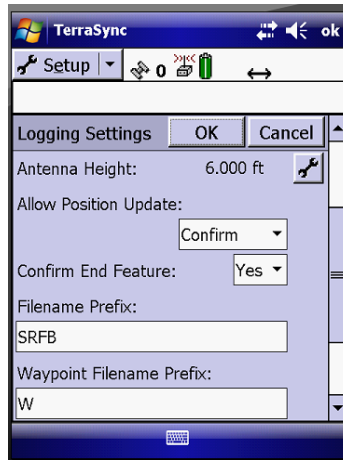 TerraSync ok
Setup 0
Logging Settings OK Cancel
Antenna Height: 6.000 ft
Allow Position Update:
Confirm
Confirm End Feature: Yes
Filename Prefix:
SRFB
Waypoint Filename Prefix:
W